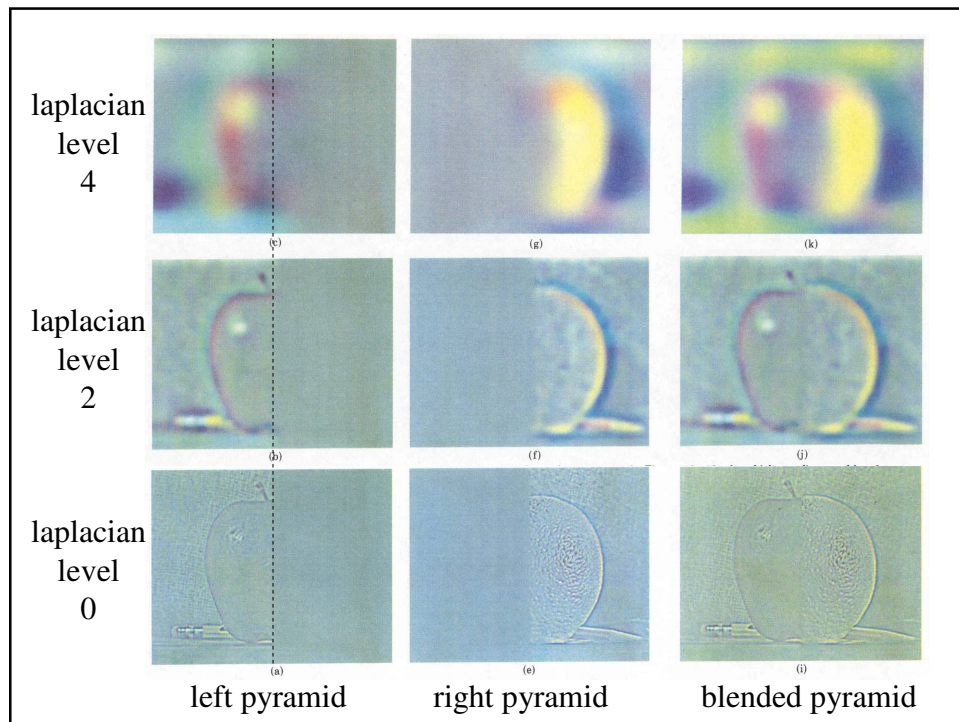 laplacian
level
4
(c)
(g)
(k)
laplacian
level
2
(b)
(f)
(j)
laplacian
level
0
(a)
(e)
(i)
left pyramid
right pyramid
blended pyramid